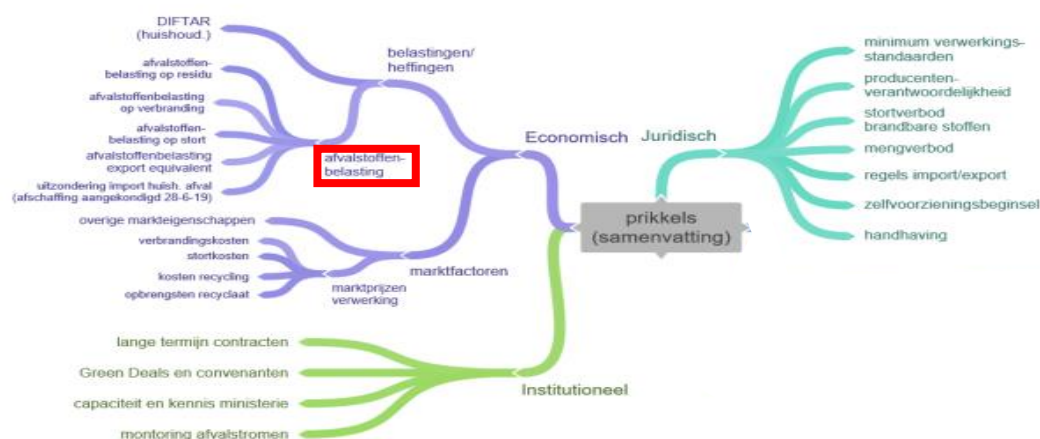 DIFTAR
(huishoud.)
afvalstoffen-
belasting op residu
afvalstoffenbelasting
op verbranding
afvalstoffen-
belasting op stort
afvalstoffenbelasting
export equivalent
uitzondering import huish. afval
(afschaffing aangekondigd 28-6-19)
belastingen/
heffingen
afvalstoffen-
belasting
Economisch
overige markteigenschappen
verbrandingskosten
stortkosten
kosten recycling
opbrengsten recyclaat
marktprijzen
verwerking
marktfactoren
lange termijn contracten
Green Deals en convenanten
capaciteit en kennis ministerie
montoring afvalstromen
Institutioneel
prikkels
(samenvatting)
Juridisch
minimum verwerkings-
standaarden
producenten-
verantwoordelijkheid
stortverbod
brandbare stoffen
mengverbod
regels import/export
zelfvoorzieningsbeginsel
handhaving